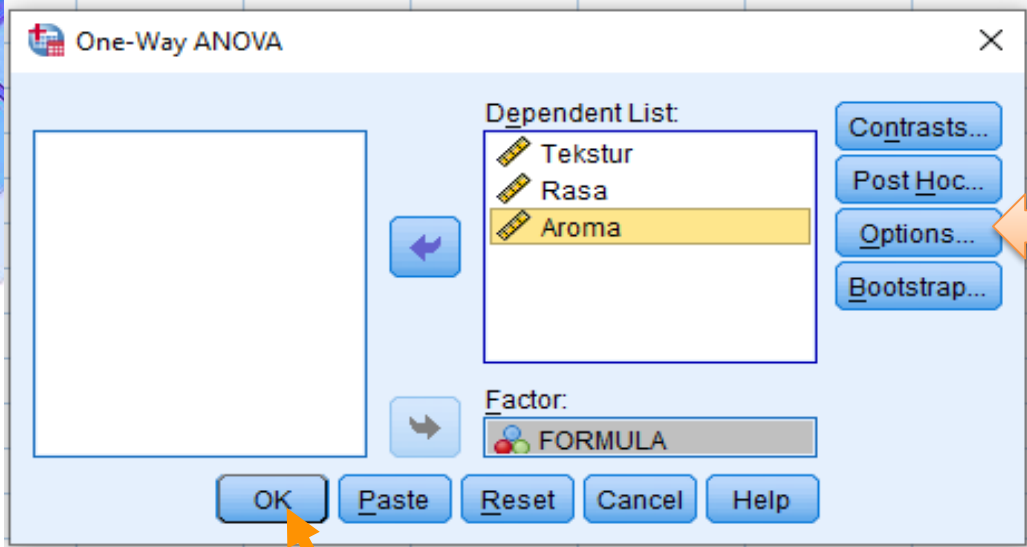 One-Way ANOVA
Dependent List:
Tekstur
Rasa
Aroma
Contrasts...
Post Hoc...
Options...
Bootstrap...
Factor:
FORMULA
OK
Paste
Reset
Cancel
Help